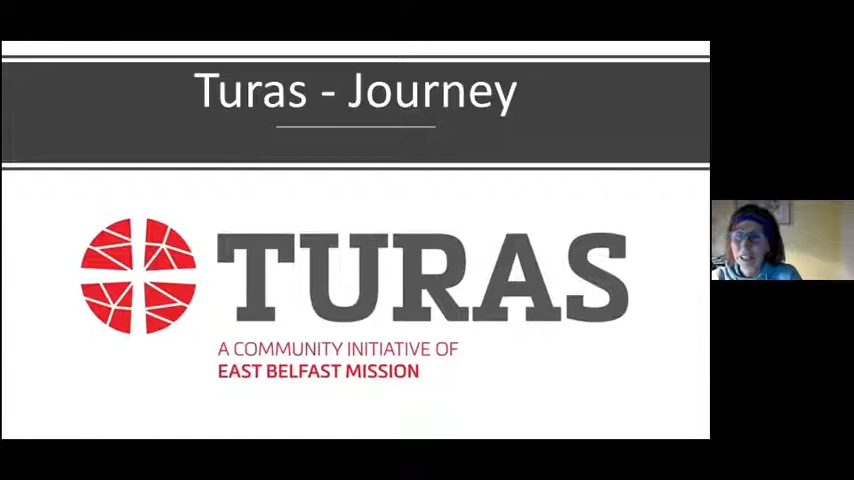 Turas - Journey
TURAS
A COMMUNITY INITIATIVE OF
EAST BELFAST MISSION